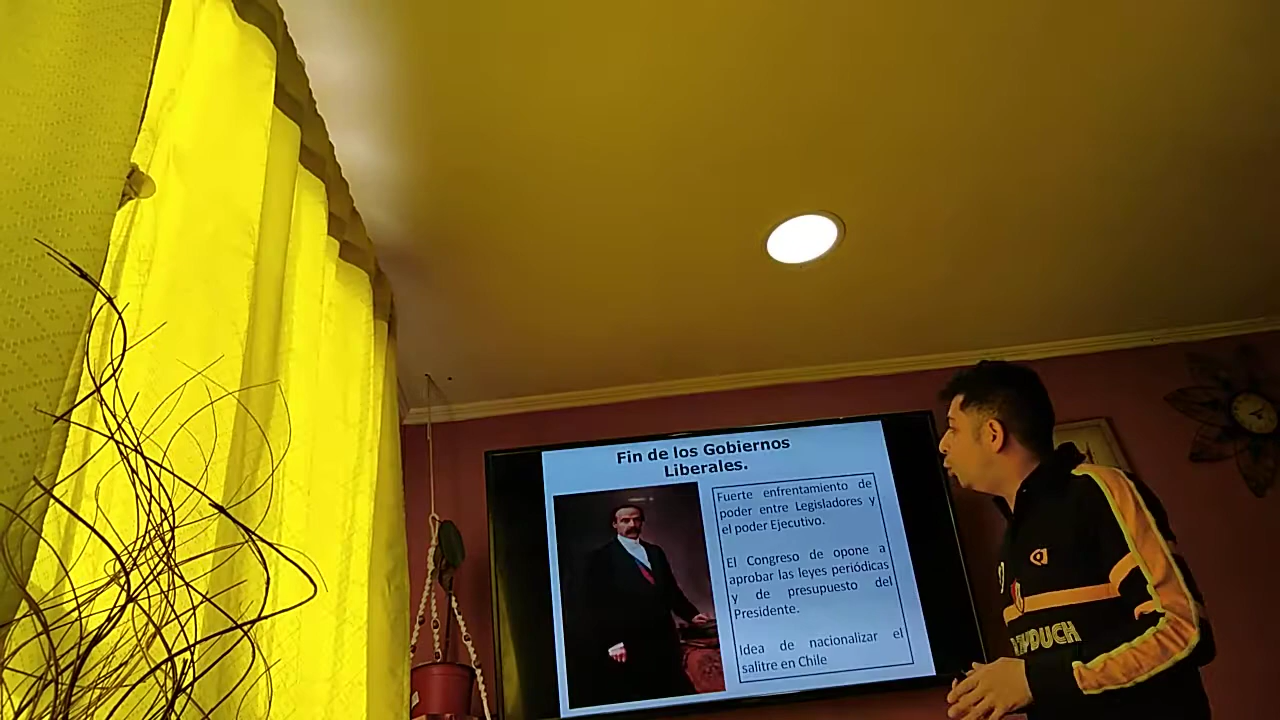 Fin de los Gobiernos
Liberales.
Fuerte enfrentamiento de
poder entre Legisladores y
el poder Ejecutivo.
El Congreso de opone a
aprobar las leyes periódicas
y de presupuesto del
Presidente.
Idea de nacionalizar el
salitre en Chile